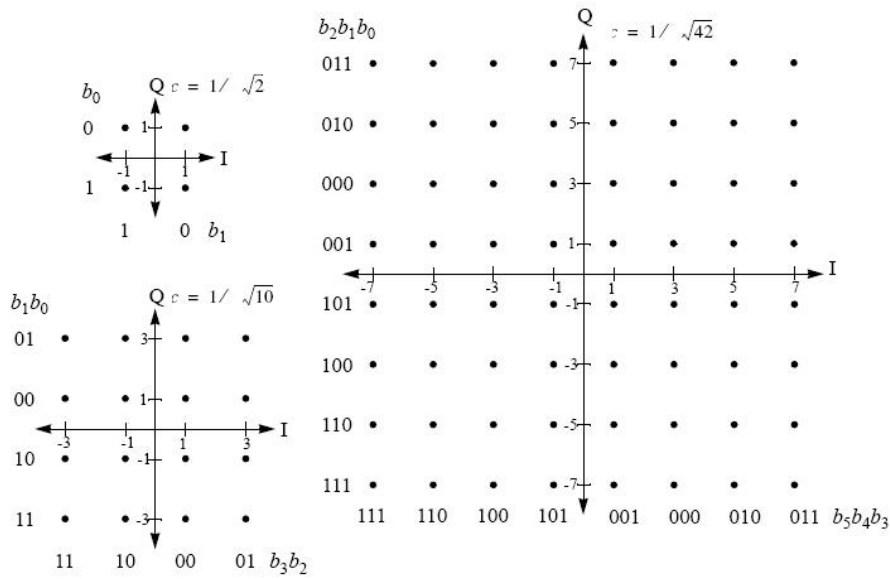 Q c = 1/ √2
b0
0 1
-1 1 I
1 -1
1 0 b1
Q c = 1/ √10
b1b0
01 3
00 1
-3 -1 1 3 I
10 -1
11 -3
11 10 00 01 b3b2
Q
b2b1b0 c = 1/ √42
011 7
010 5
000 3
001 1
-7 -5 -3 -1 1 3 5 7 I
101 -1
100 -3
110 -5
111 -7
111 110 100 101 001 000 010 011 b5b4b3